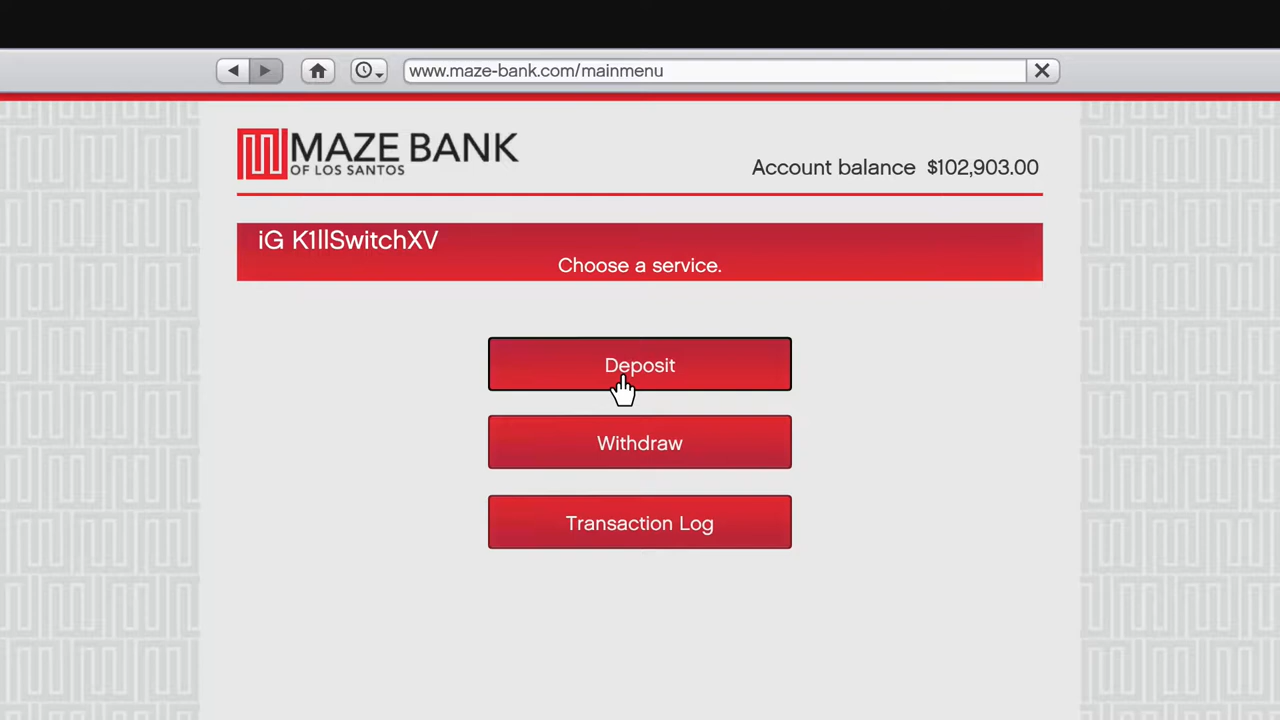 www.maze-bank.com/mainmenu
MAZE BANK
OF LOS SANTOS
Account balance $102,903.00
iG K1llSwitchXV
Choose a service.
Deposit
Withdraw
Transaction Log